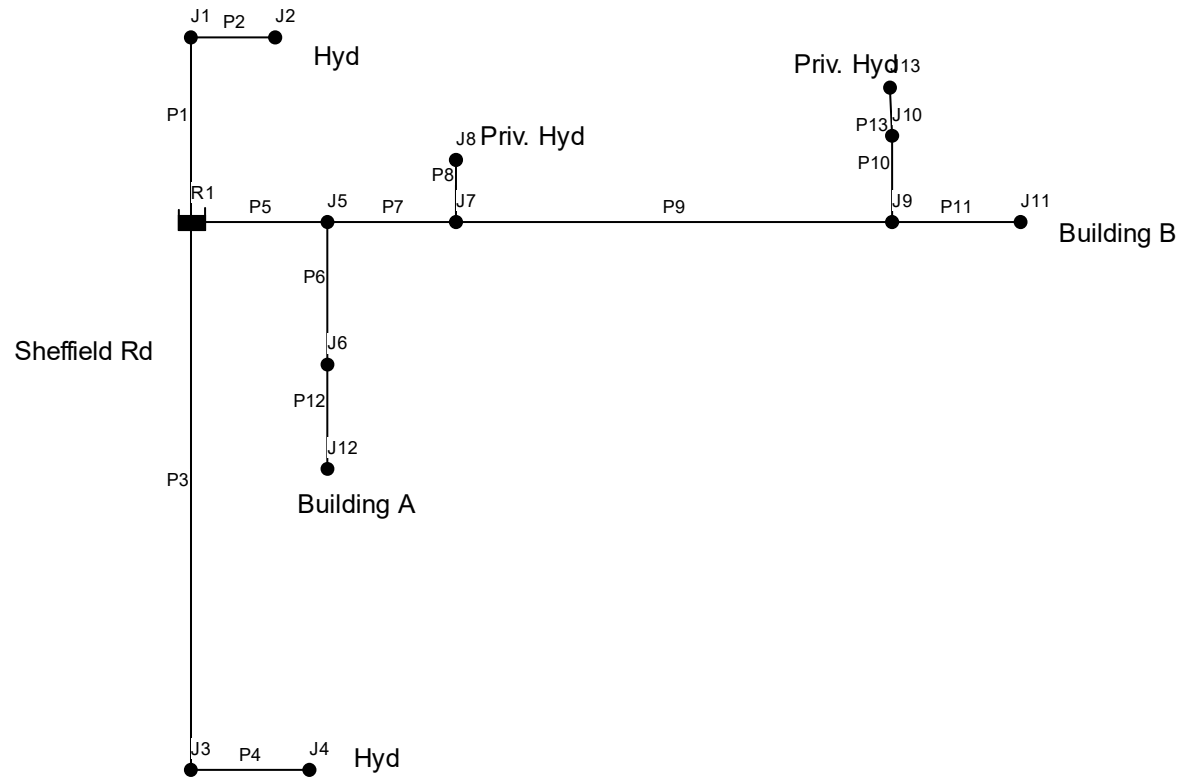 J1
P2
J2
Hyd
Priv. Hyd
J13
P1
P13
J10
J8
Priv. Hyd
P8
P10
R1
P5
J5
P7
J7
P9
J9
P11
J11
Building B
P6
Sheffield Rd
J6
P12
J12
P3
Building A
J3
P4
J4
Hyd